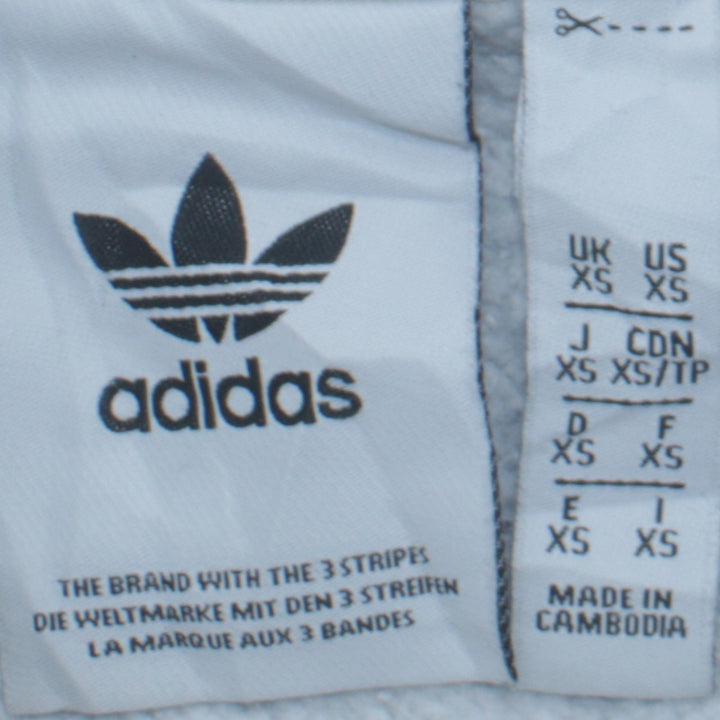 adidas
THE BRAND WITH THE 3 STRIPES
DIE WELTMARKE MIT DEN 3 STREIFEN
LA MARQUE AUX 3 BANDES
UK US
XS XS
J CDN
XS XS/TP
D F
XS XS
E I
XS XS
MADE IN
CAMBODIA